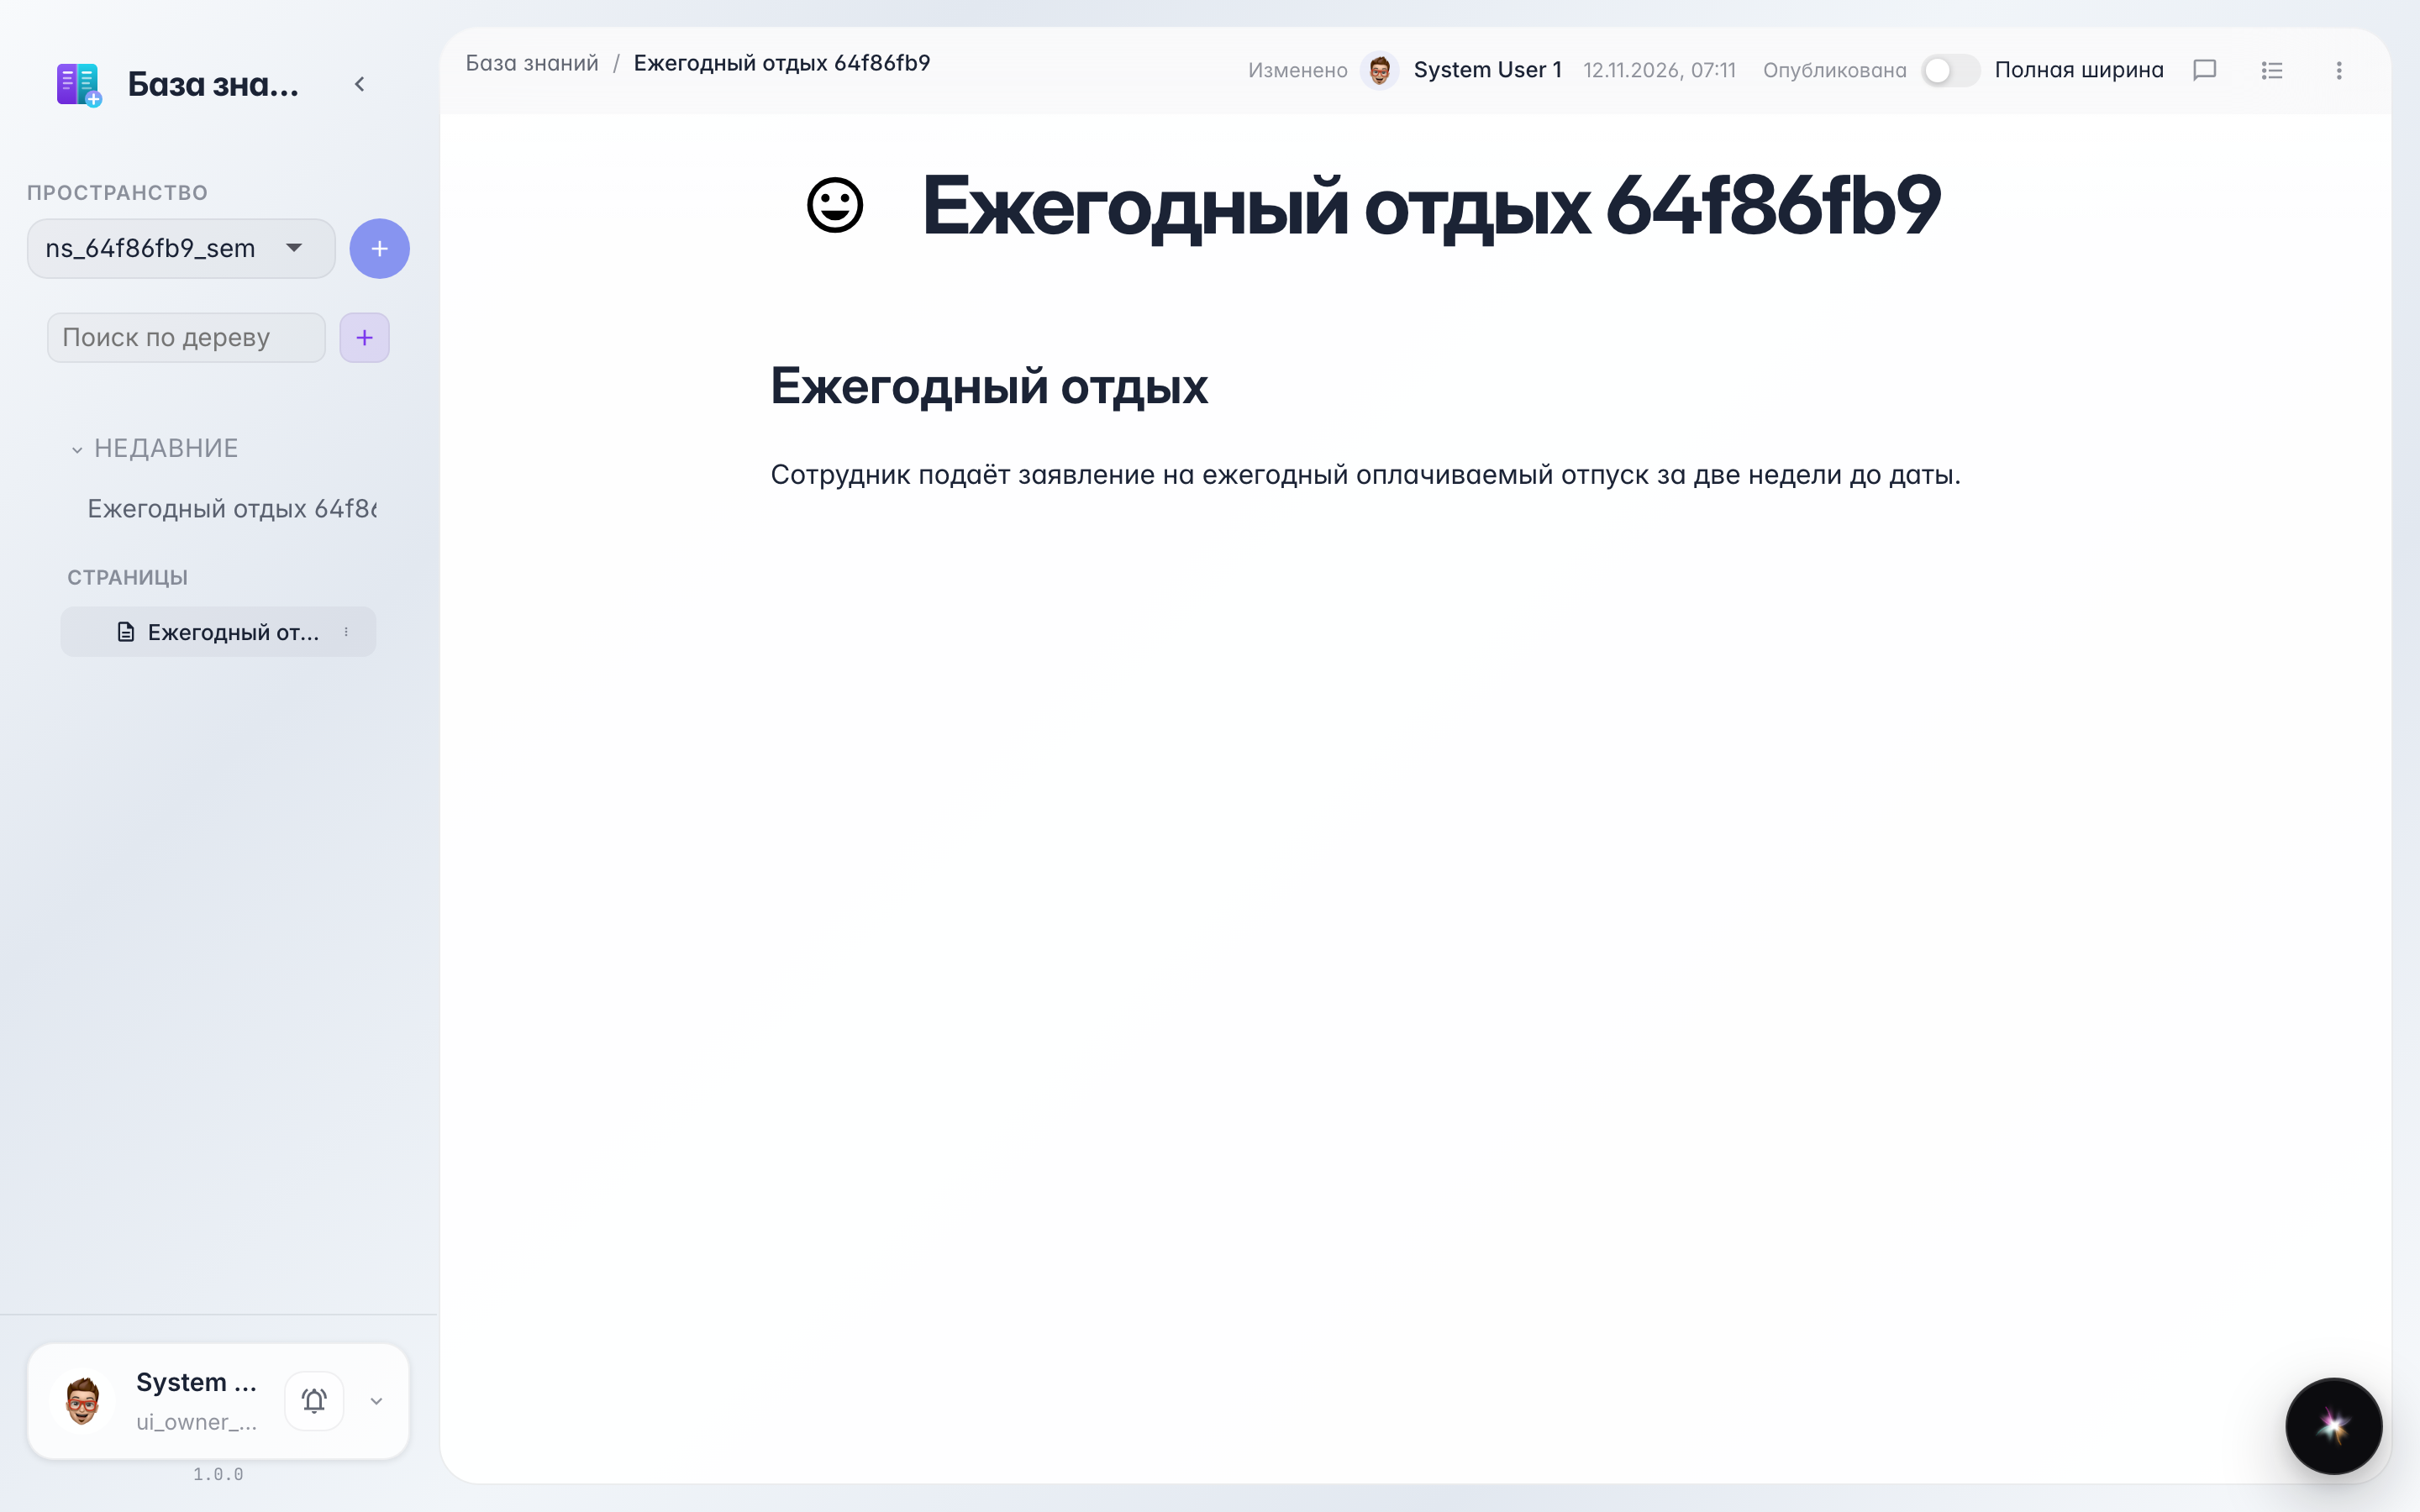 База зна...
ПРОСТРАНСТВО
ns_64f86fb9_sem
Поиск по дереву
НЕДАВНИЕ
Ежегодный отдых 64f86
СТРАНИЦЫ
Ежегодный от...
System ...
ui_owner_...
1.0.0
База знаний / Ежегодный отдых 64f86fb9
Изменено System User 1 12.11.2026, 07:11 Опубликована Полная ширина
Ежегодный отдых 64f86fb9
Ежегодный отдых
Сотрудник подаёт заявление на ежегодный оплачиваемый отпуск за две недели до даты.